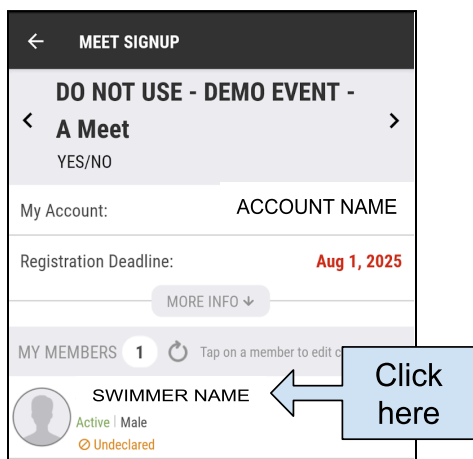 MEET SIGNUP
DO NOT USE - DEMO EVENT -
A Meet
YES/NO
My Account: ACCOUNT NAME
Registration Deadline: Aug 1, 2025
MORE INFO
MY MEMBERS 1 Tap on a member to edit
SWIMMER NAME
Active Male
Undeclared
Click
here